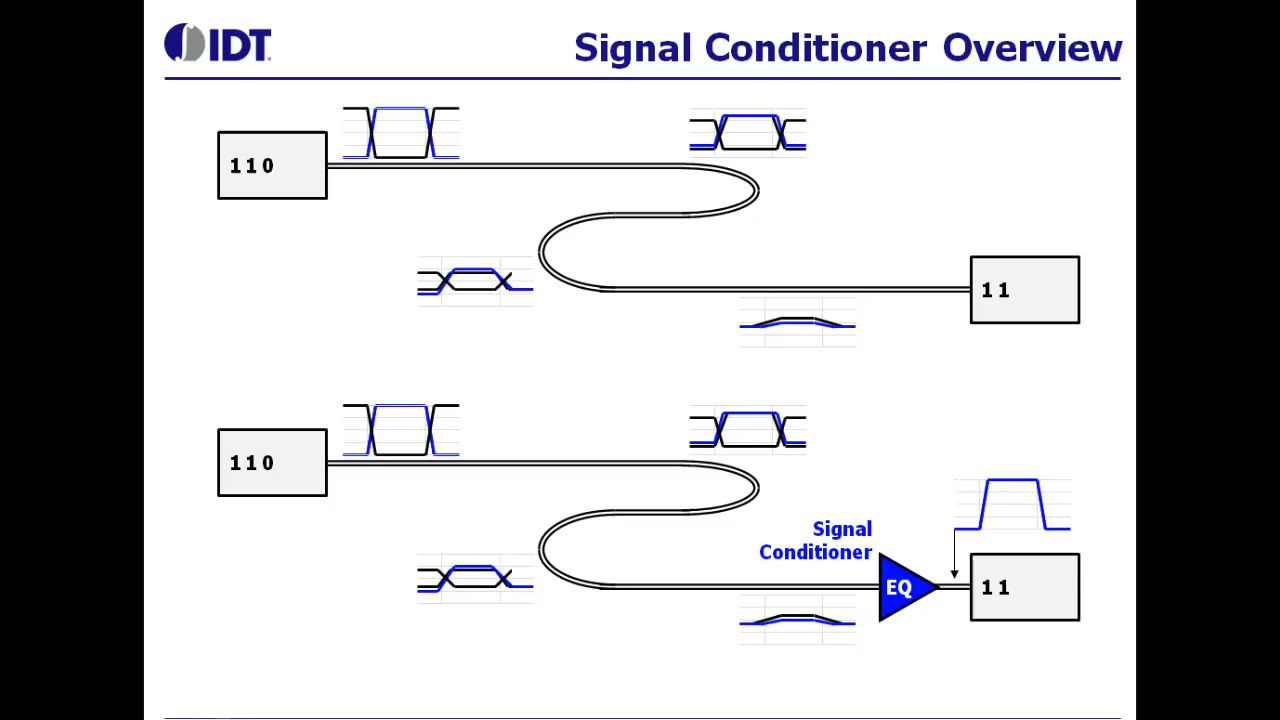 IDT
Signal Conditioner Overview
110
11
110
Signal
Conditioner
EQ
11